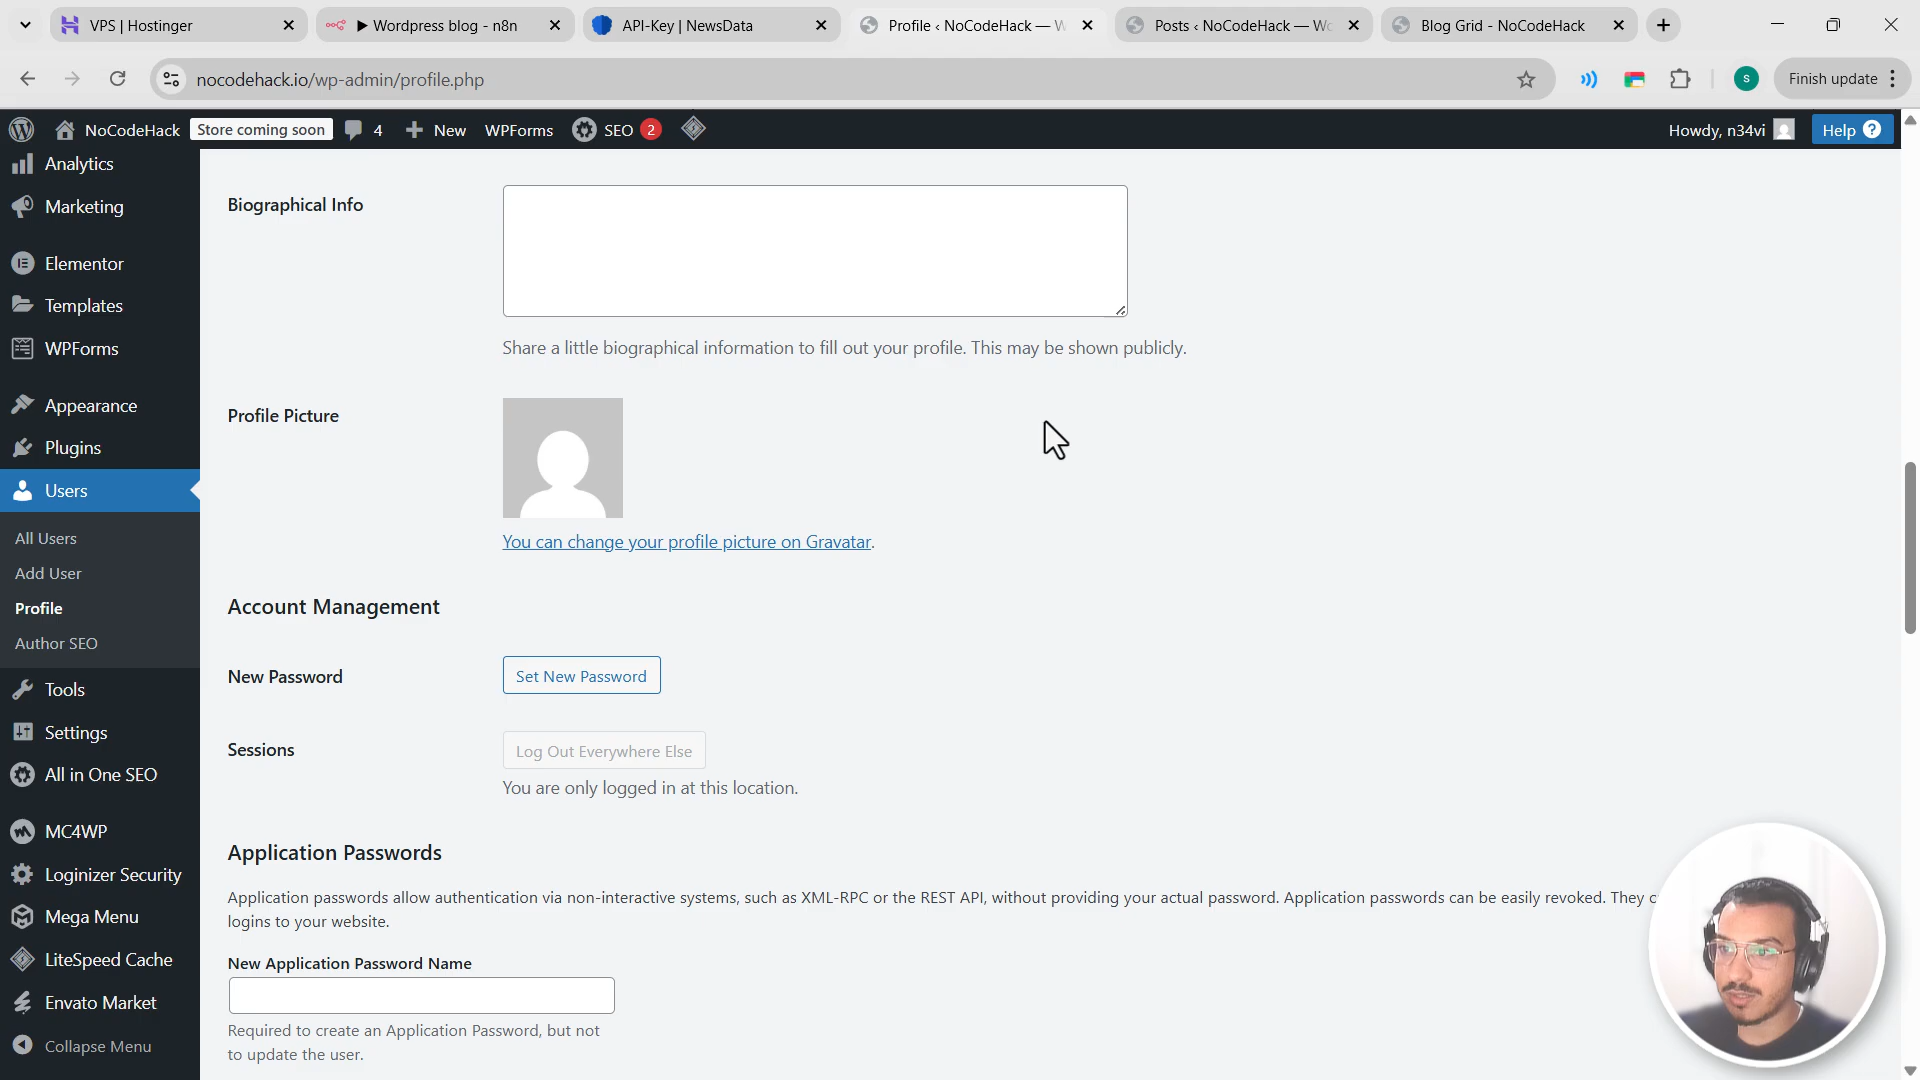 VPS | Hostinger
▶ Wordpress blog - n8n
API-Key | NewsData
Profile ‹ NoCodeHack —
Posts ‹ NoCodeHack —
Blog Grid - NoCodeHack
nocodehack.io/wp-admin/profile.php
S
Finish update
NoCodeHack
Store coming soon
4
New
WPForms
SEO
2
Howdy, n34vi
Help
Analytics
Marketing
Elementor
Templates
WPForms
Appearance
Plugins
Users
All Users
Add User
Profile
Author SEO
Tools
Settings
All in One SEO
MC4WP
Loginizer Security
Mega Menu
LiteSpeed Cache
Envato Market
Collapse Menu
Biographical Info
Share a little biographical information to fill out your profile. This may be shown publicly.
Profile Picture
You can change your profile picture on Gravatar.
Account Management
New Password
Set New Password
Sessions
Log Out Everywhere Else
You are only logged in at this location.
Application Passwords
Application passwords allow authentication via non-interactive systems, such as XML-RPC or the REST API, without providing your actual password. Application passwords can be easily revoked. They
logins to your website.
New Application Password Name
Required to create an Application Password, but not
to update the user.